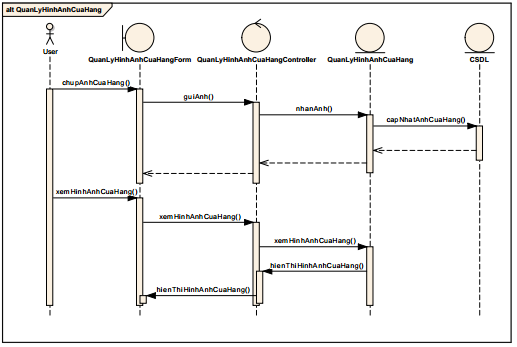 alt QuanLyHinhAnhCuaHang
User
QuanLyHinhAnhCuaHangForm
QuanLyHinhAnhCuaHangController
QuanLyHinhAnhCuaHang
CSDL
chupAnhCuaHang()
guiAnh()
nhanAnh()
capNhatAnhCuaHang()
xemHinhAnhCuaHang()
xemHinhAnhCuaHang()
xemHinhAnhCuaHang()
hienThiHinhAnhCuaHang()
hienThiHinhAnhCuaHang()